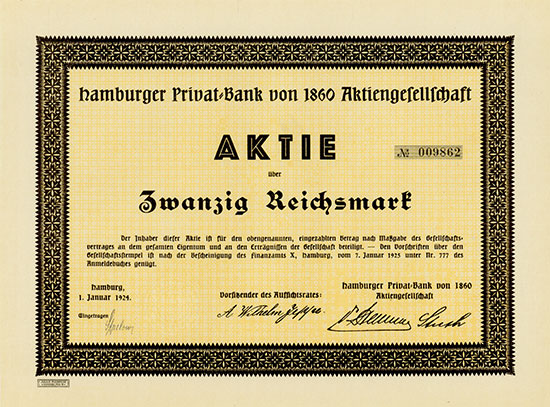 Hamburger Privat-Bank von 1860 Aktiengesellschaft
AKTIE
№ 009862
über
Zwanzig Reichsmark
Der Inhaber dieser Aktie ist für den obengenannten, eingezahlten Betrag nach Maßgabe des Gesellschafts-
vertrages an dem gesamten Eigentum und an den Erträgnissen der Gesellschaft beteiligt. — Den Vorschriften über den
Gesellschaftsstempel ist nach der Bescheinigung des Finanzamts X, Hamburg, vom 7. Januar 1925 unter Nr. 777 des
Anmeldebuches genügt.
Hamburg,
1. Januar 1924.
Vorsitzender des Aufsichtsrates:
Hamburger Privat-Bank von 1860
Aktiengesellschaft
Eingetragen